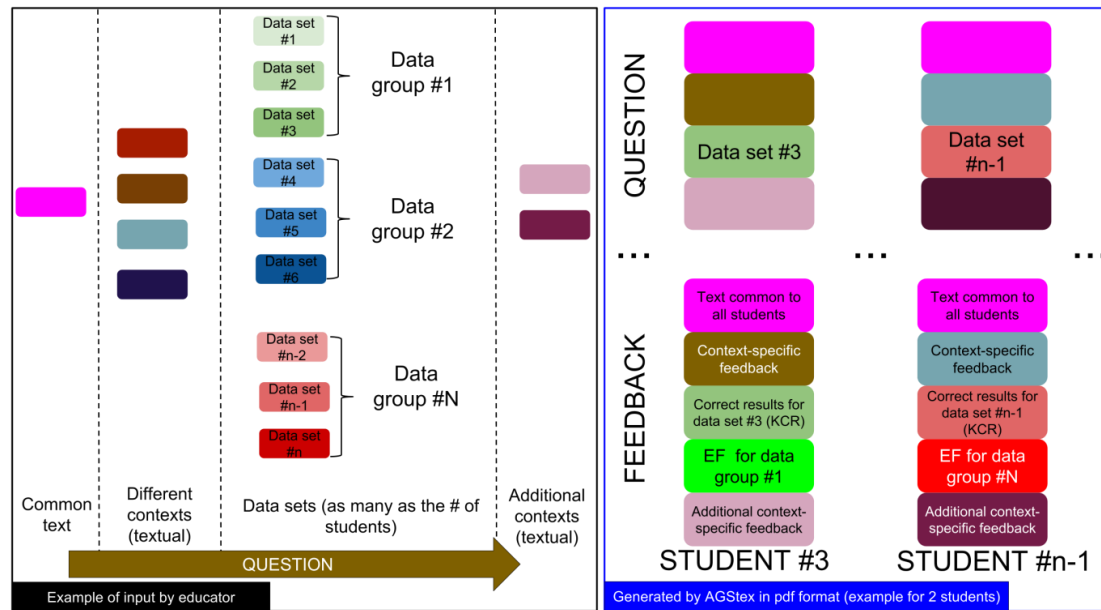 Data set
#1
Data set
#2
Data set
#3
Data
group #1
Data set
#4
Data set
#5
Data set
#6
Data
group #2
Data set
#n-2
Data set
#n-1
Data set
#n
Data
group #N
Common
text
Different
contexts
(textual)
Data sets (as many as the # of
students)
Additional
contexts
(textual)
QUESTION
Example of input by educator
QUESTION
Data set #3
Data set
#n-1
...
...
...
FEEDBACK
Text common to
all students
Context-specific
feedback
Correct results for
data set #3 (KCR)
EF for data
group #1
Additional context-
specific feedback
STUDENT #3
Text common to
all students
Context-specific
feedback
Correct results for
data set #n-1
(KCR)
EF for data
group #N
Additional context-
specific feedback
STUDENT #n-1
Generated by AGStex in pdf format (example for 2 students)